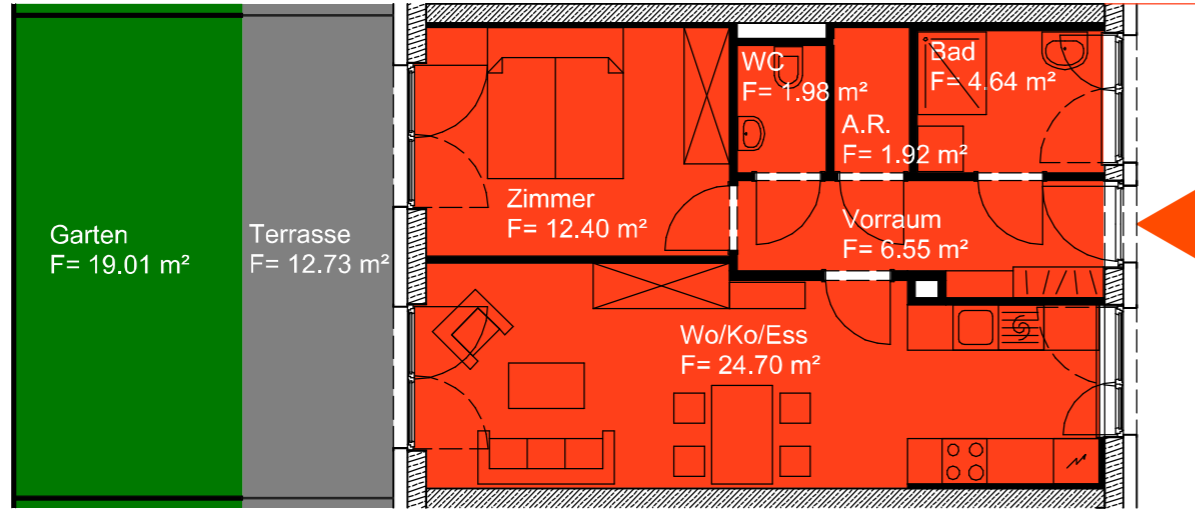 Garten
F= 19.01 m²
Terrasse
F= 12.73 m²
Zimmer
F= 12.40 m²
WC
F= 1.98 m²
A.R.
F= 1.92 m²
Bad
F= 4.64 m²
Vorraum
F= 6.55 m²
Wo/Ko/Ess
F= 24.70 m²